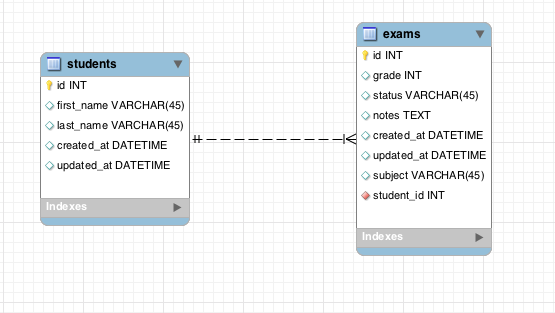 students
id INT
first_name VARCHAR(45)
last_name VARCHAR(45)
created_at DATETIME
updated_at DATETIME
Indexes
exams
id INT
grade INT
status VARCHAR(45)
notes TEXT
created_at DATETIME
updated_at DATETIME
subject VARCHAR(45)
student_id INT
Indexes